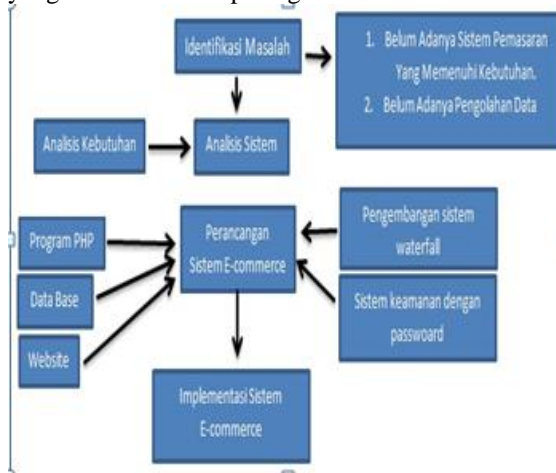 Identifikasi Masalah
1. Belum Adanya Sistem Pemasaran
Yang Memenuhi Kebutuhan.
2. Belum Adanya Pengolahan Data
Analisis Kebutuhan
Analisis Sistem
Program PHP
Data Base
Website
Perancangan
Sistem E-commerce
Pengembangan sistem
waterfall
Sistem keamanan dengan
passwoard
Implementasi Sistem
E-commerce